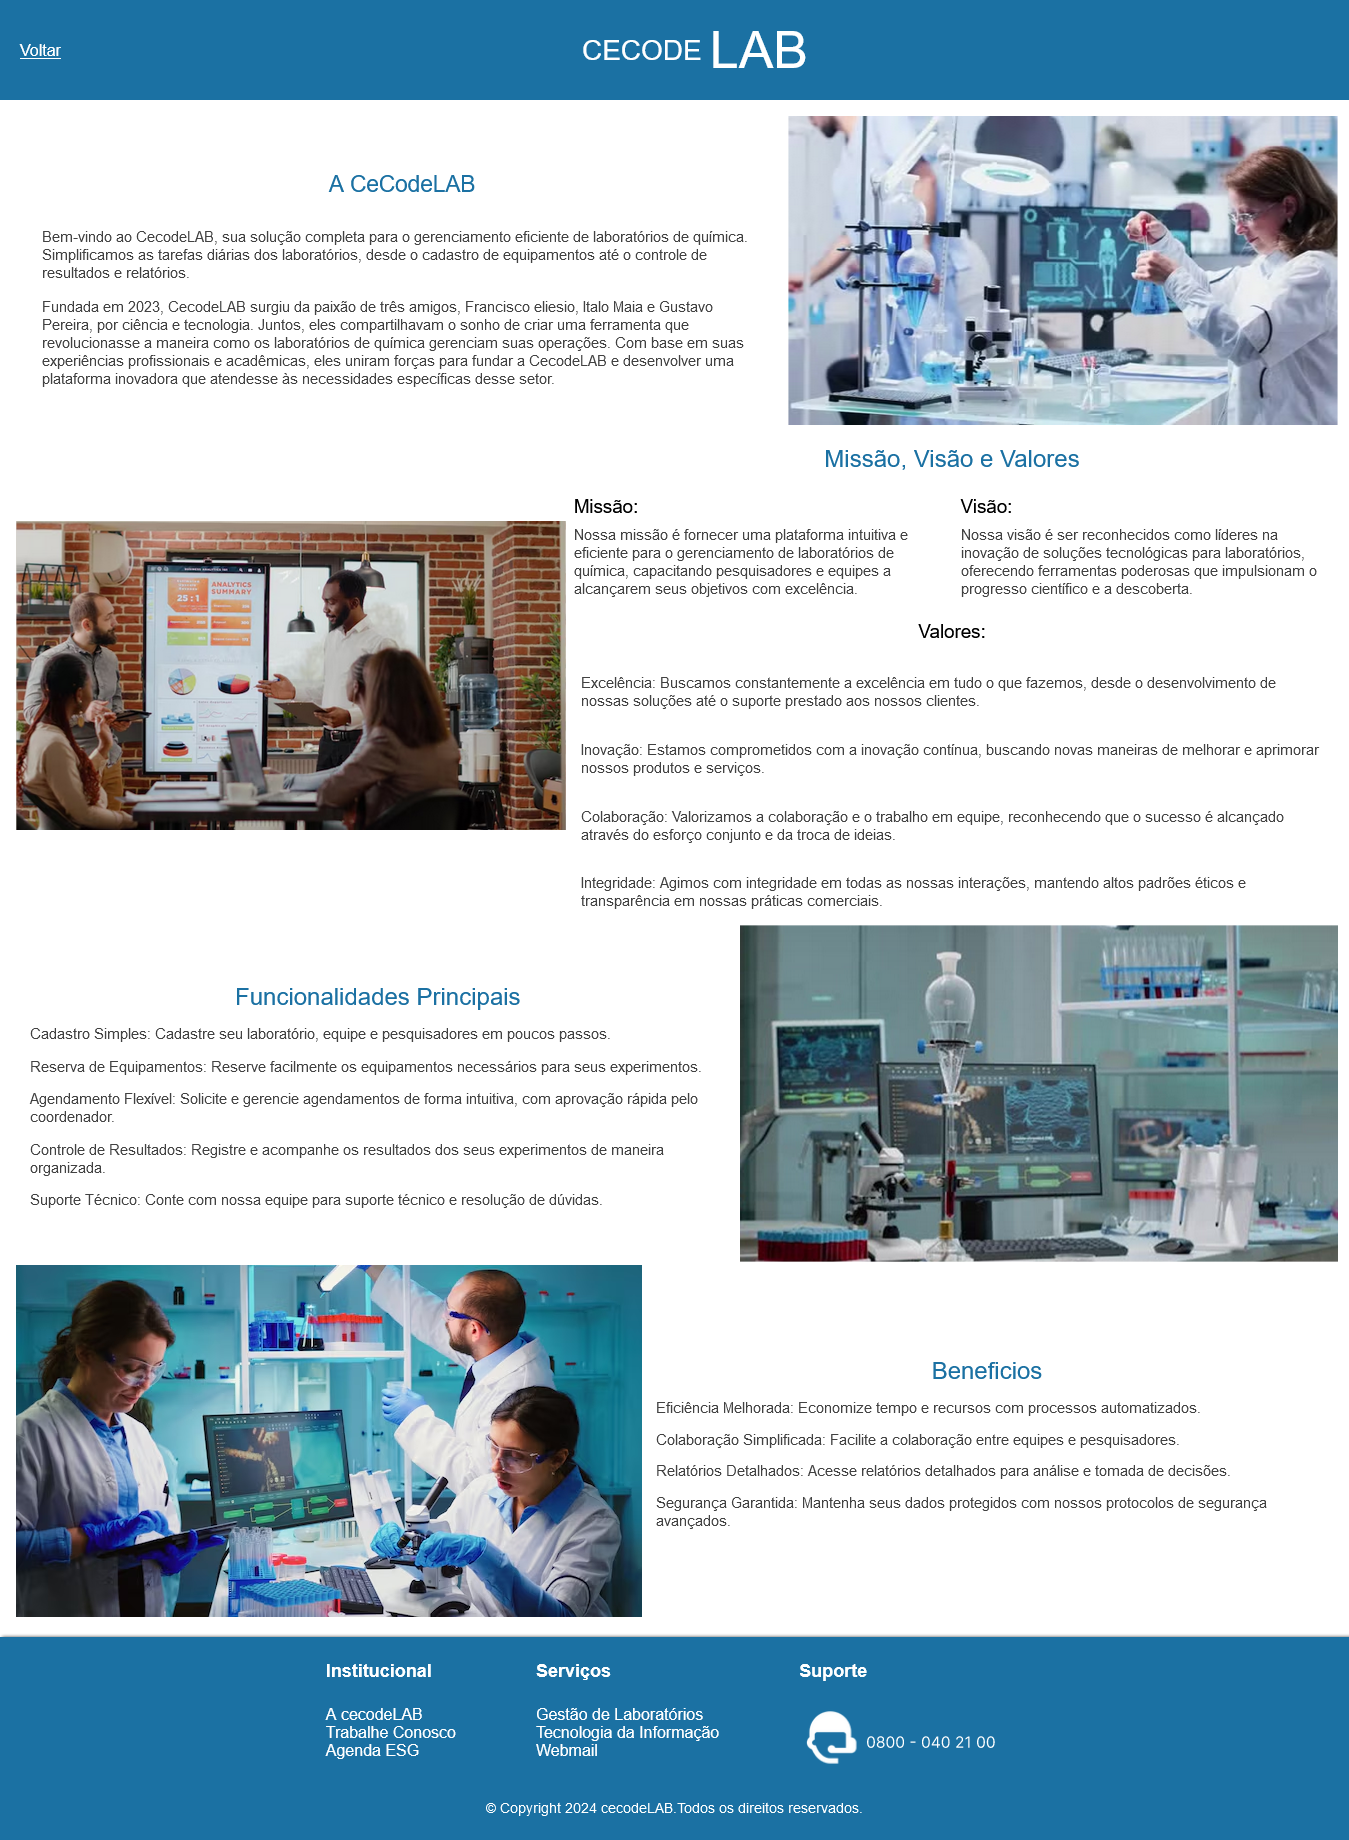 Voltar
CECODE LAB
A CeCodeLAB
Bem-vindo ao CecodeLAB, sua solução completa para o gerenciamento eficiente de laboratórios de química.
Simplificamos as tarefas diárias dos laboratórios, desde o cadastro de equipamentos até o controle de
resultados e relatórios.
Fundada em 2023, CecodeLAB surgiu da paixão de três amigos, Francisco eliesio, Italo Maia e Gustavo
Pereira, por ciência e tecnologia. Juntos, eles compartilhavam o sonho de criar uma ferramenta que
revolucionasse a maneira como os laboratórios de química gerenciam suas operações. Com base em suas
experiências profissionais e acadêmicas, eles uniram forças para fundar a CecodeLAB e desenvolver uma
plataforma inovadora que atendesse às necessidades específicas desse setor.
Missão, Visão e Valores
Missão:
Nossa missão é fornecer uma plataforma intuitiva e
eficiente para o gerenciamento de laboratórios de
química, capacitando pesquisadores e equipes a
alcançarem seus objetivos com excelência.
Visão:
Nossa visão é ser reconhecidos como líderes na
inovação de soluções tecnológicas para laboratórios,
oferecendo ferramentas poderosas que impulsionam o
progresso científico e a descoberta.
ANALYTICS
SUMMARY
25 : 1
Valores:
Excelência: Buscamos constantemente a excelência em tudo o que fazemos, desde o desenvolvimento de
nossas soluções até o suporte prestado aos nossos clientes.
Inovação: Estamos comprometidos com a inovação contínua, buscando novas maneiras de melhorar e aprimorar
nossos produtos e serviços.
Colaboração: Valorizamos a colaboração e o trabalho em equipe, reconhecendo que o sucesso é alcançado
através do esforço conjunto e da troca de ideias.
Integridade: Agimos com integridade em todas as nossas interações, mantendo altos padrões éticos e
transparência em nossas práticas comerciais.
Funcionalidades Principais
Cadastro Simples: Cadastre seu laboratório, equipe e pesquisadores em poucos passos.
Reserva de Equipamentos: Reserve facilmente os equipamentos necessários para seus experimentos.
Agendamento Flexível: Solicite e gerencie agendamentos de forma intuitiva, com aprovação rápida pelo
coordenador.
Controle de Resultados: Registre e acompanhe os resultados dos seus experimentos de maneira
organizada.
Suporte Técnico: Conte com nossa equipe para suporte técnico e resolução de dúvidas.
Beneficios
Eficiência Melhorada: Economize tempo e recursos com processos automatizados.
Colaboração Simplificada: Facilite a colaboração entre equipes e pesquisadores.
Relatórios Detalhados: Acesse relatórios detalhados para análise e tomada de decisões.
Segurança Garantida: Mantenha seus dados protegidos com nossos protocolos de segurança
avançados.
Institucional
A cecodeLAB
Trabalhe Conosco
Agenda ESG
Serviços
Gestão de Laboratórios
Tecnologia da Informação
Webmail
Suporte
0800 - 040 21 00
© Copyright 2024 cecodeLAB.Todos os direitos reservados.